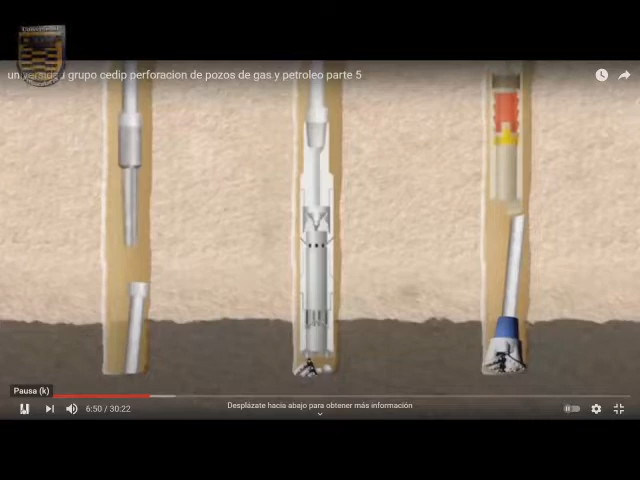 universidad grupo cedip perforacion de pozos de gas y petroleo parte 5
Pausa (k)
6:50 / 30:22
Desplázate hacia abajo para obtener más información